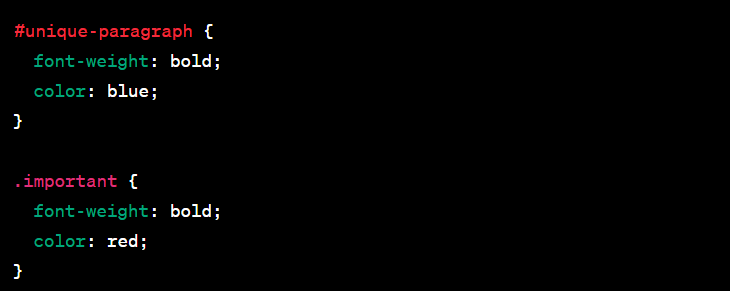 #unique-paragraph {
  font-weight: bold;
  color: blue;
}

.important {
  font-weight: bold;
  color: red;
}